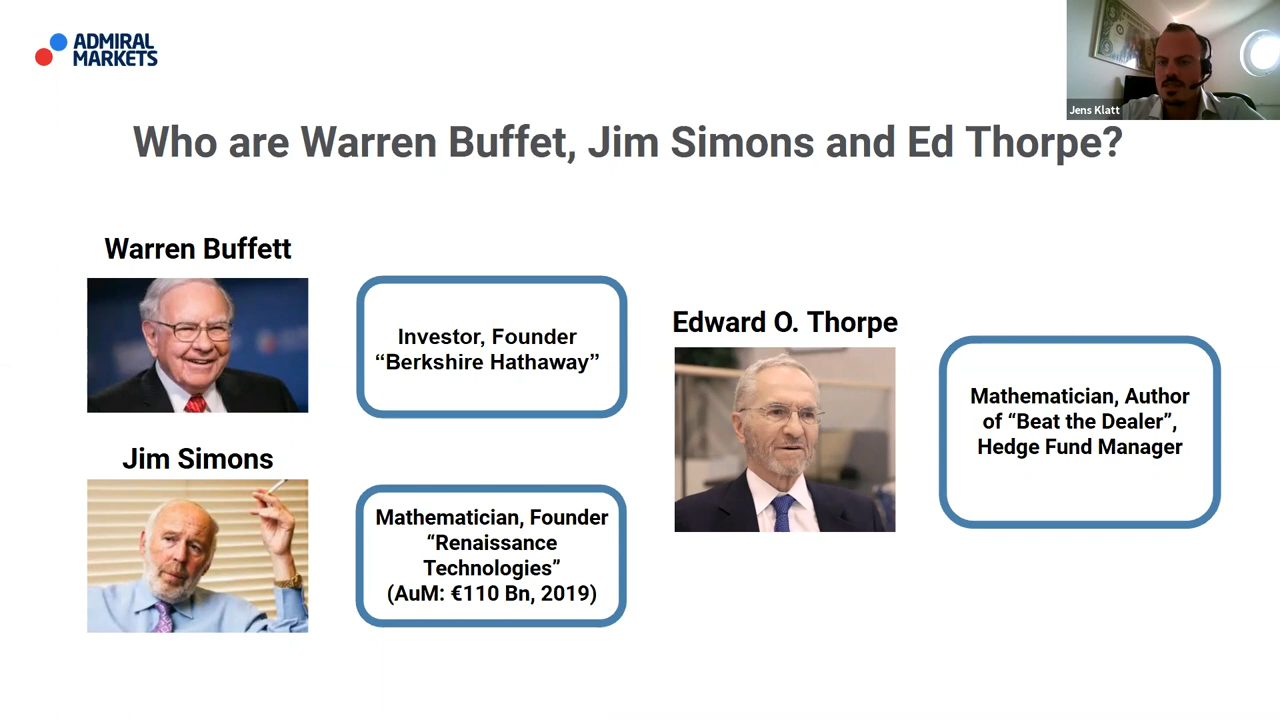 ADMIRAL
MARKETS
Jens Klatt
Who are Warren Buffet, Jim Simons and Ed Thorpe?
Warren Buffett
Investor, Founder
“Berkshire Hathaway”
Jim Simons
Mathematician, Founder
“Renaissance
Technologies”
(AuM: €110 Bn, 2019)
Edward O. Thorpe
Mathematician, Author
of “Beat the Dealer”,
Hedge Fund Manager